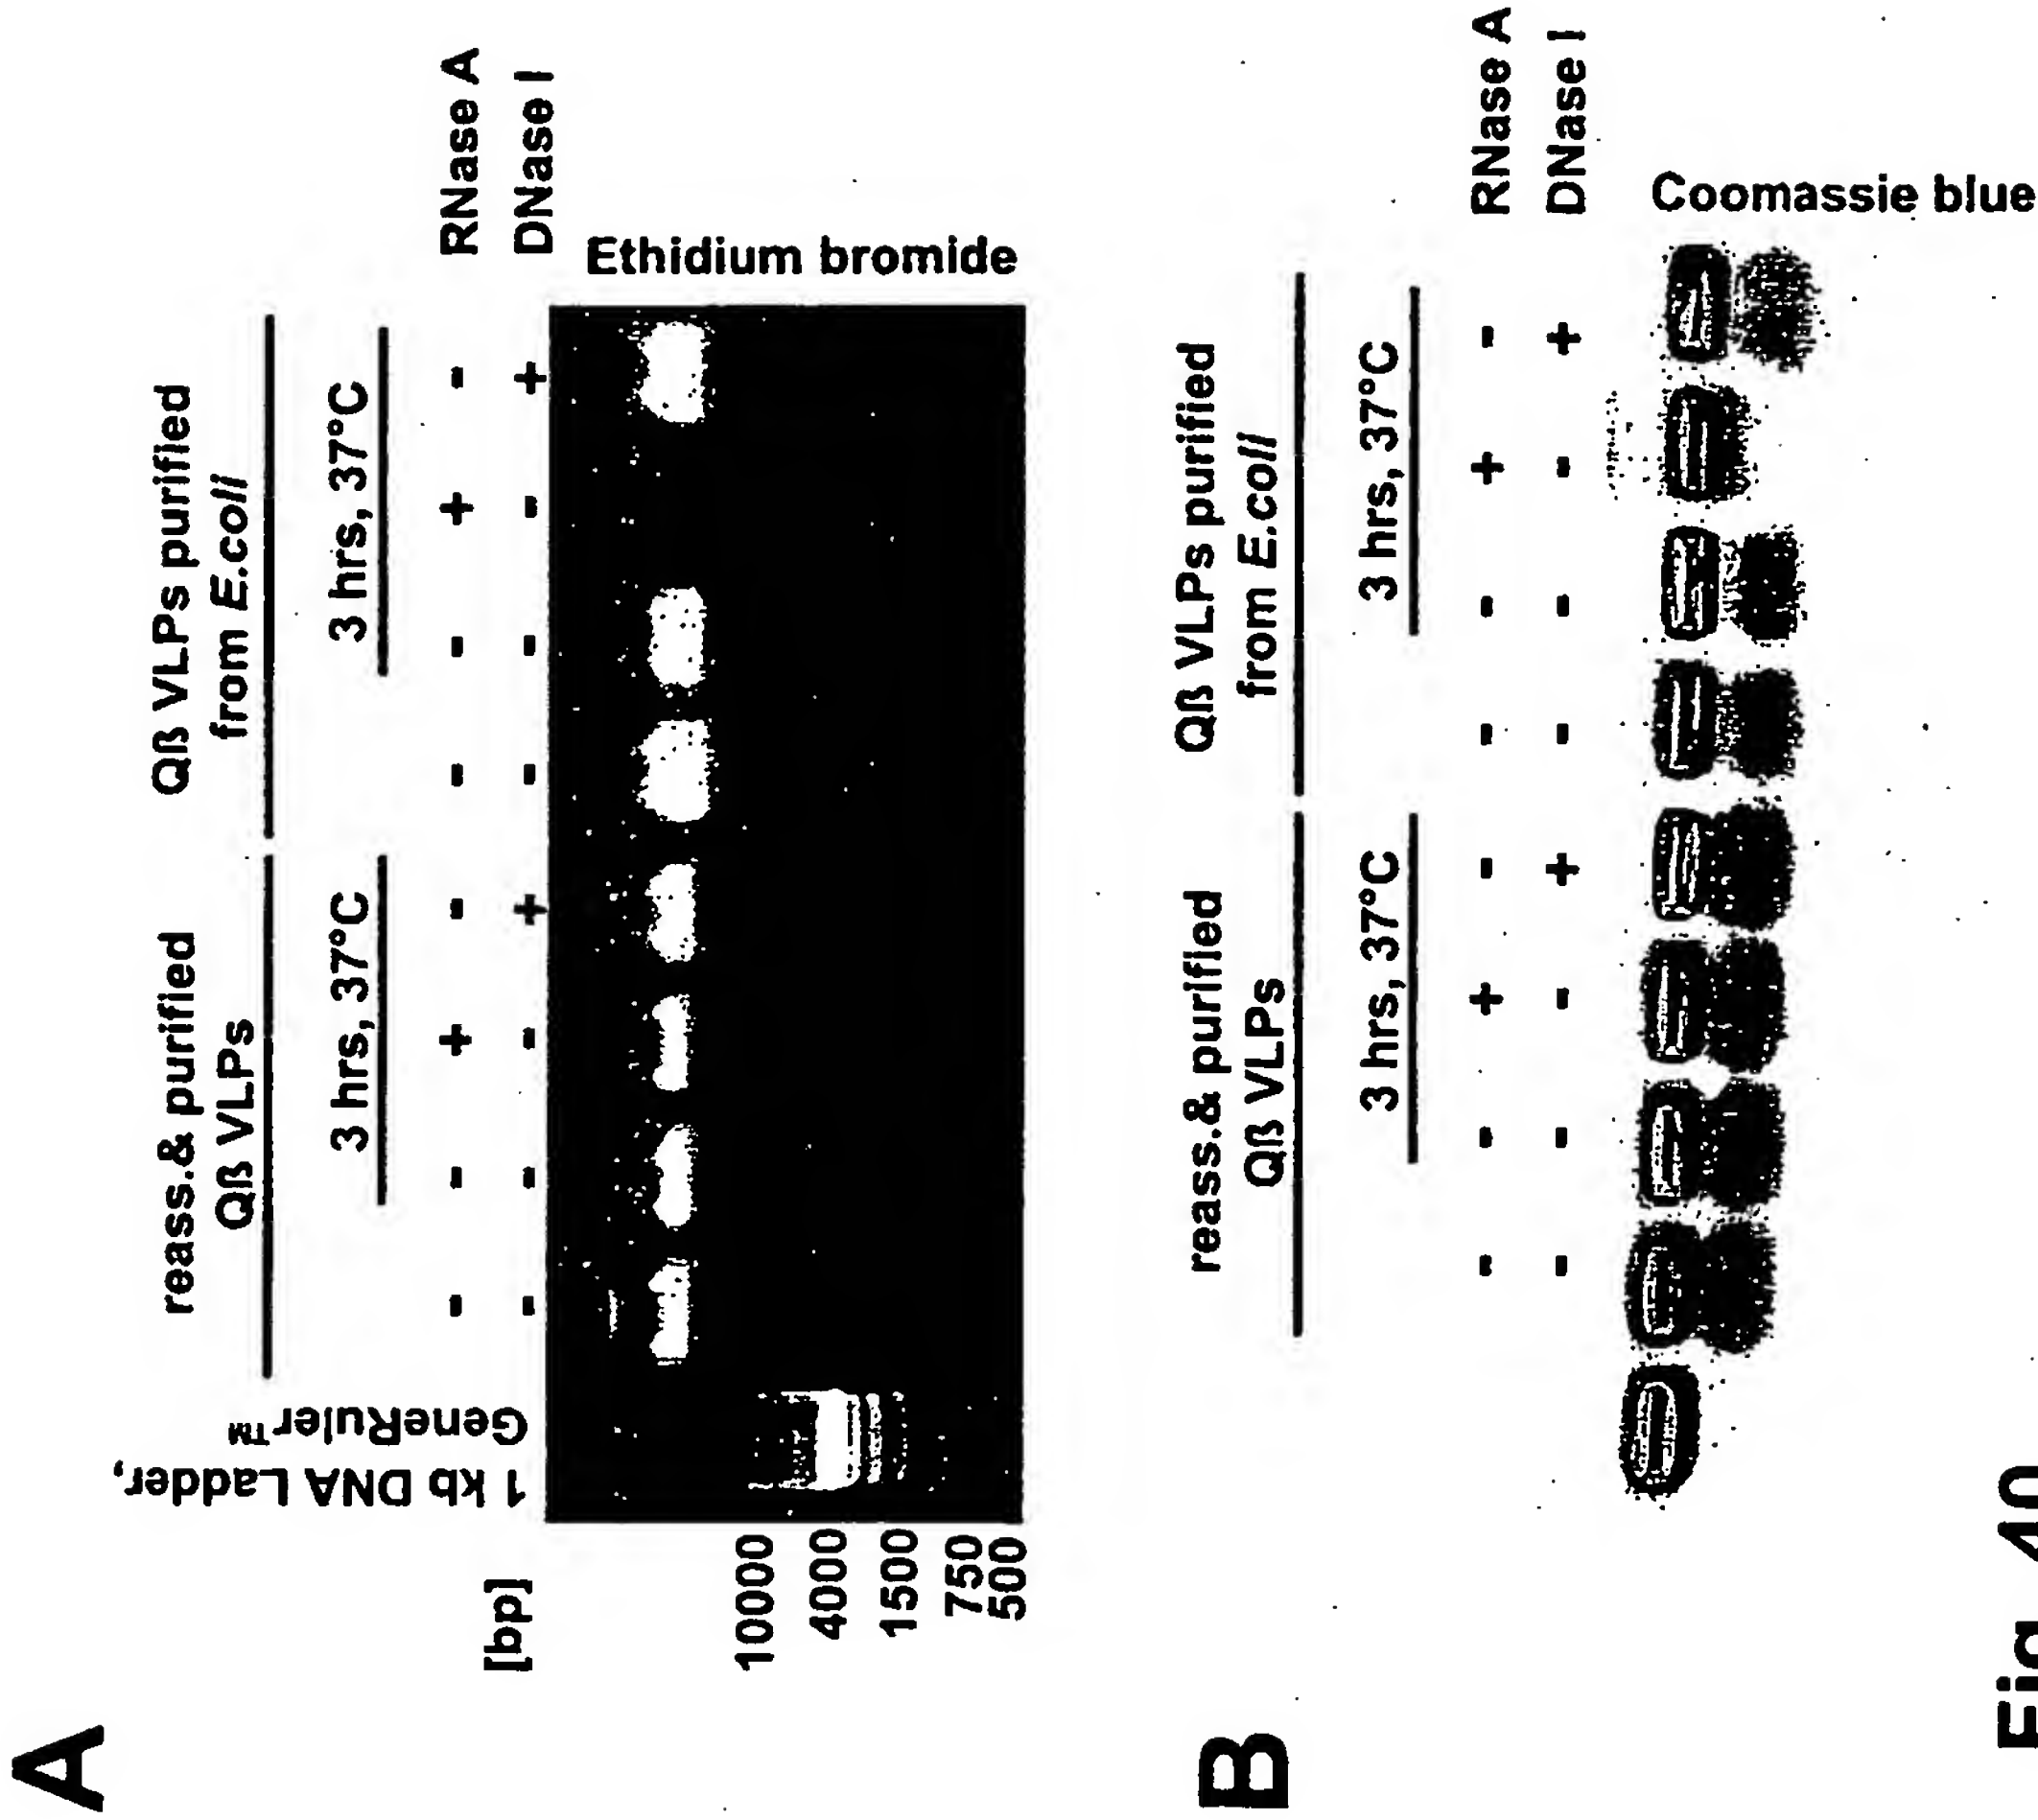 A
reass.& purified
Qß VLPs
Qß VLPs purified
from E.coli
3 hrs, 37°C
3 hrs, 37°C
1 kb DNA Ladder,
GeneRuler™
- - + - - - + - RNase A
[bp] - - - + - - - + DNase I
10000
4000
1500
750
500
Ethidium bromide
B
reass.& purified
Qß VLPs
Qß VLPs purified
from E.coli
3 hrs, 37°C
3 hrs, 37°C
- - + - - - + - RNase A
- - - + - - - + DNase I
Coomassie blue
Fig. 40